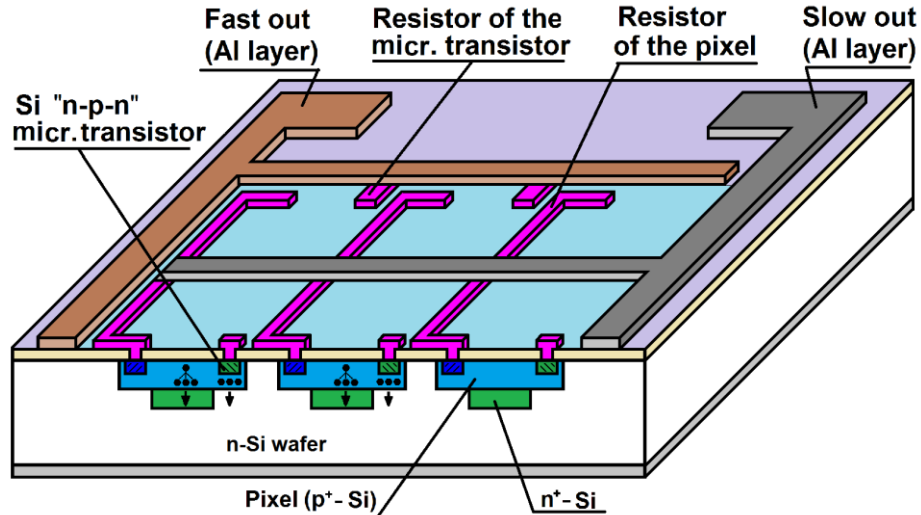 Fast out
(Al layer)
Resistor of the
micr. transistor
Resistor
of the pixel
Slow out
(Al layer)
Si "n-p-n"
micr. transistor
n-Si wafer
Pixel (p⁺- Si)
n⁺- Si